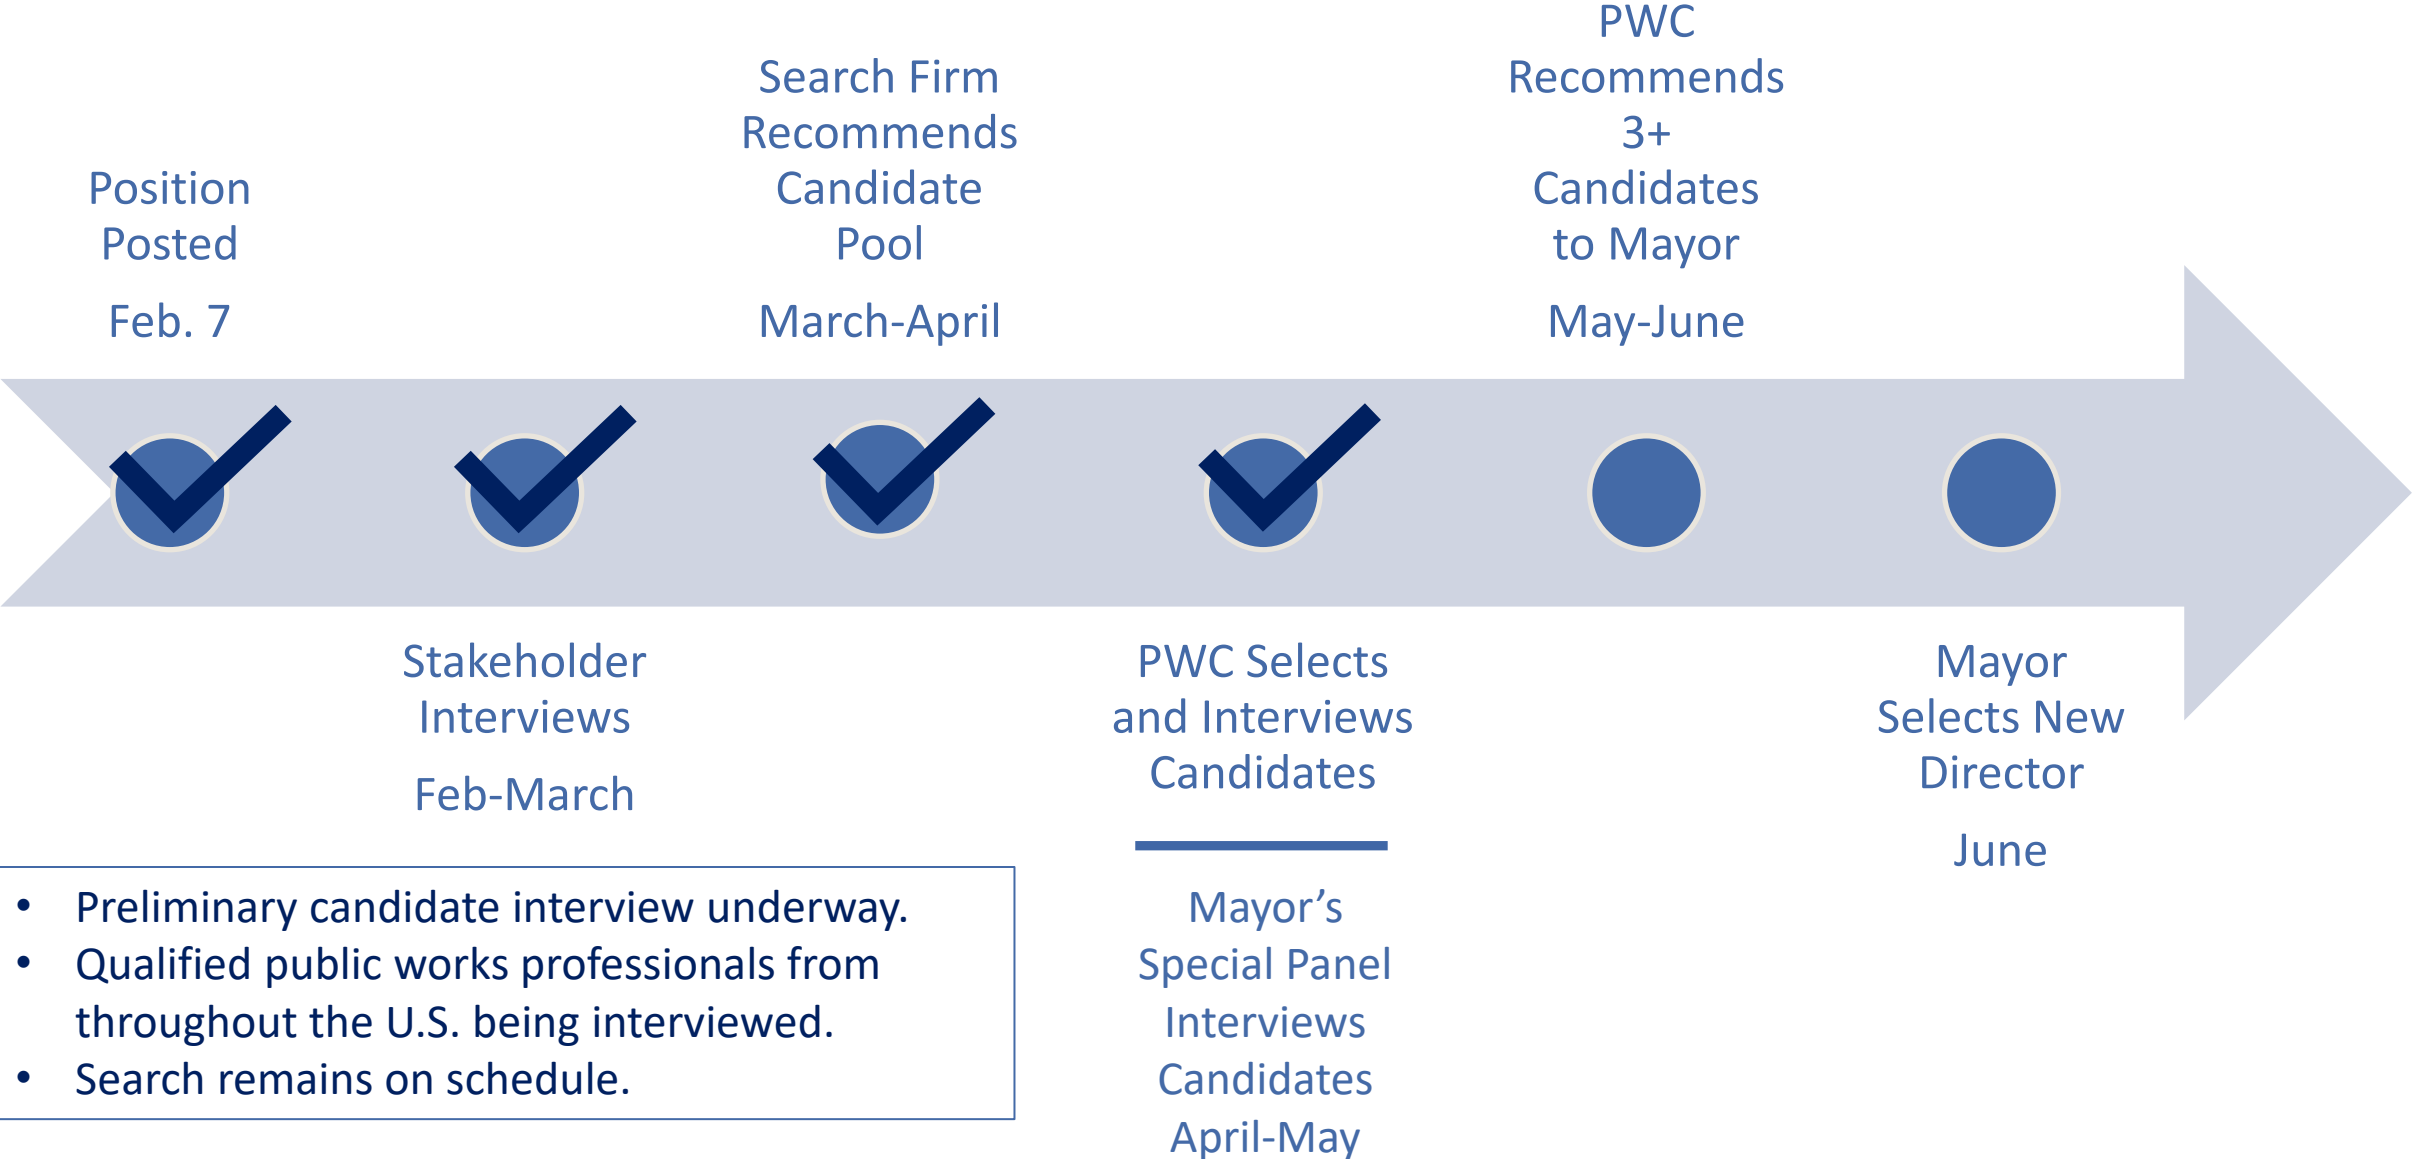 Position
Posted
Feb. 7
Stakeholder
Interviews
Feb-March
Search Firm
Recommends
Candidate
Pool
March-April
PWC Selects
and Interviews
Candidates
Mayor’s
Special Panel
Interviews
Candidates
April-May
PWC
Recommends
3+
Candidates
to Mayor
May-June
Mayor
Selects New
Director
June
• Preliminary candidate interview underway.
• Qualified public works professionals from
throughout the U.S. being interviewed.
• Search remains on schedule.